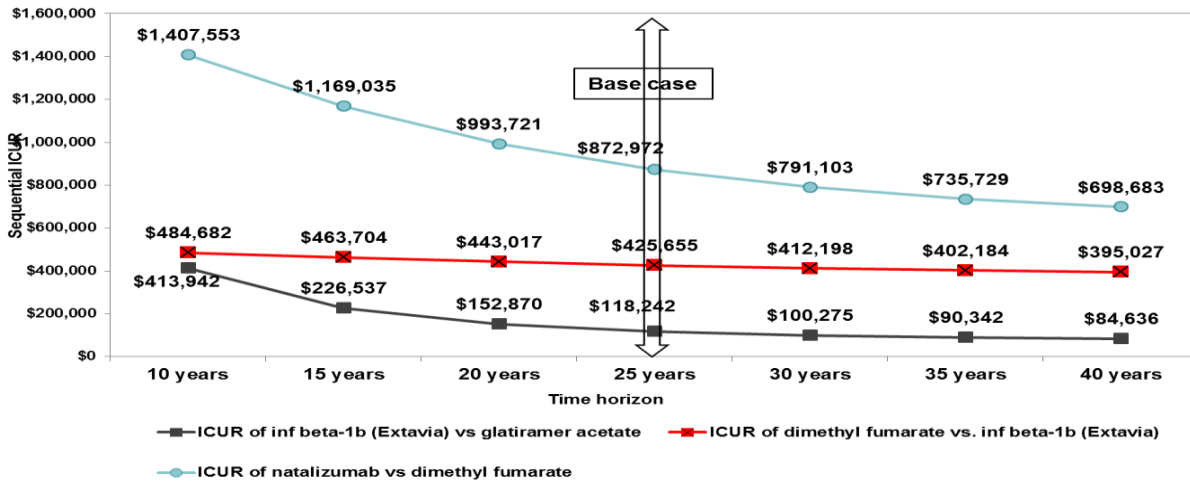 $1,600,000
$1,400,000
$1,200,000
$1,000,000
$800,000
$600,000
$400,000
$200,000
$0
Sequential ICUR
$1,407,553
$1,169,035
$993,721
$872,972
$791,103
$735,729
$698,683
Base case
$484,682
$463,704
$443,017
$425,655
$412,198
$402,184
$395,027
$413,942
$226,537
$152,870
$118,242
$100,275
$90,342
$84,636
10 years
15 years
20 years
25 years
30 years
35 years
40 years
Time horizon
ICUR of inf beta-1b (Extavia) vs glatiramer acetate
ICUR of dimethyl fumarate vs. inf beta-1b (Extavia)
ICUR of natalizumab vs dimethyl fumarate